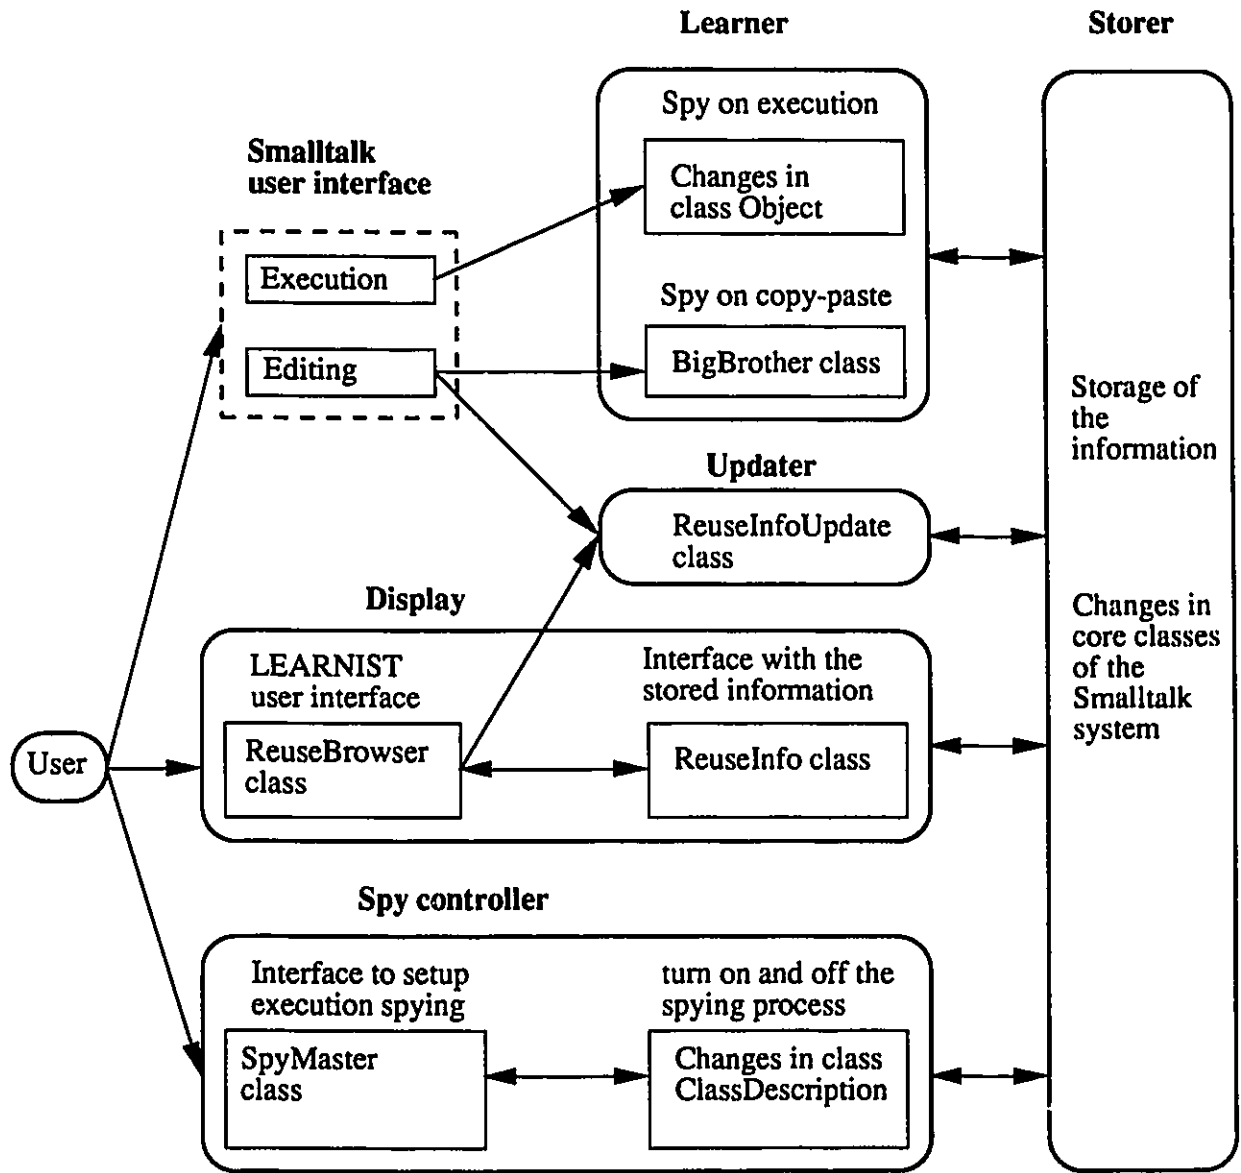 Learner
Storer
Spy on execution
Changes in
class Object
Spy on copy-paste
BigBrother class
Smalltalk
user interface
Execution
Editing
Storage of
the
information
Changes in
core classes
of the
Smalltalk
system
Updater
ReuseInfoUpdate
class
Display
LEARNIST
user interface
ReuseBrowser
class
Interface with the
stored information
ReuseInfo class
User
Spy controller
Interface to setup
execution spying
SpyMaster
class
turn on and off the
spying process
Changes in class
ClassDescription